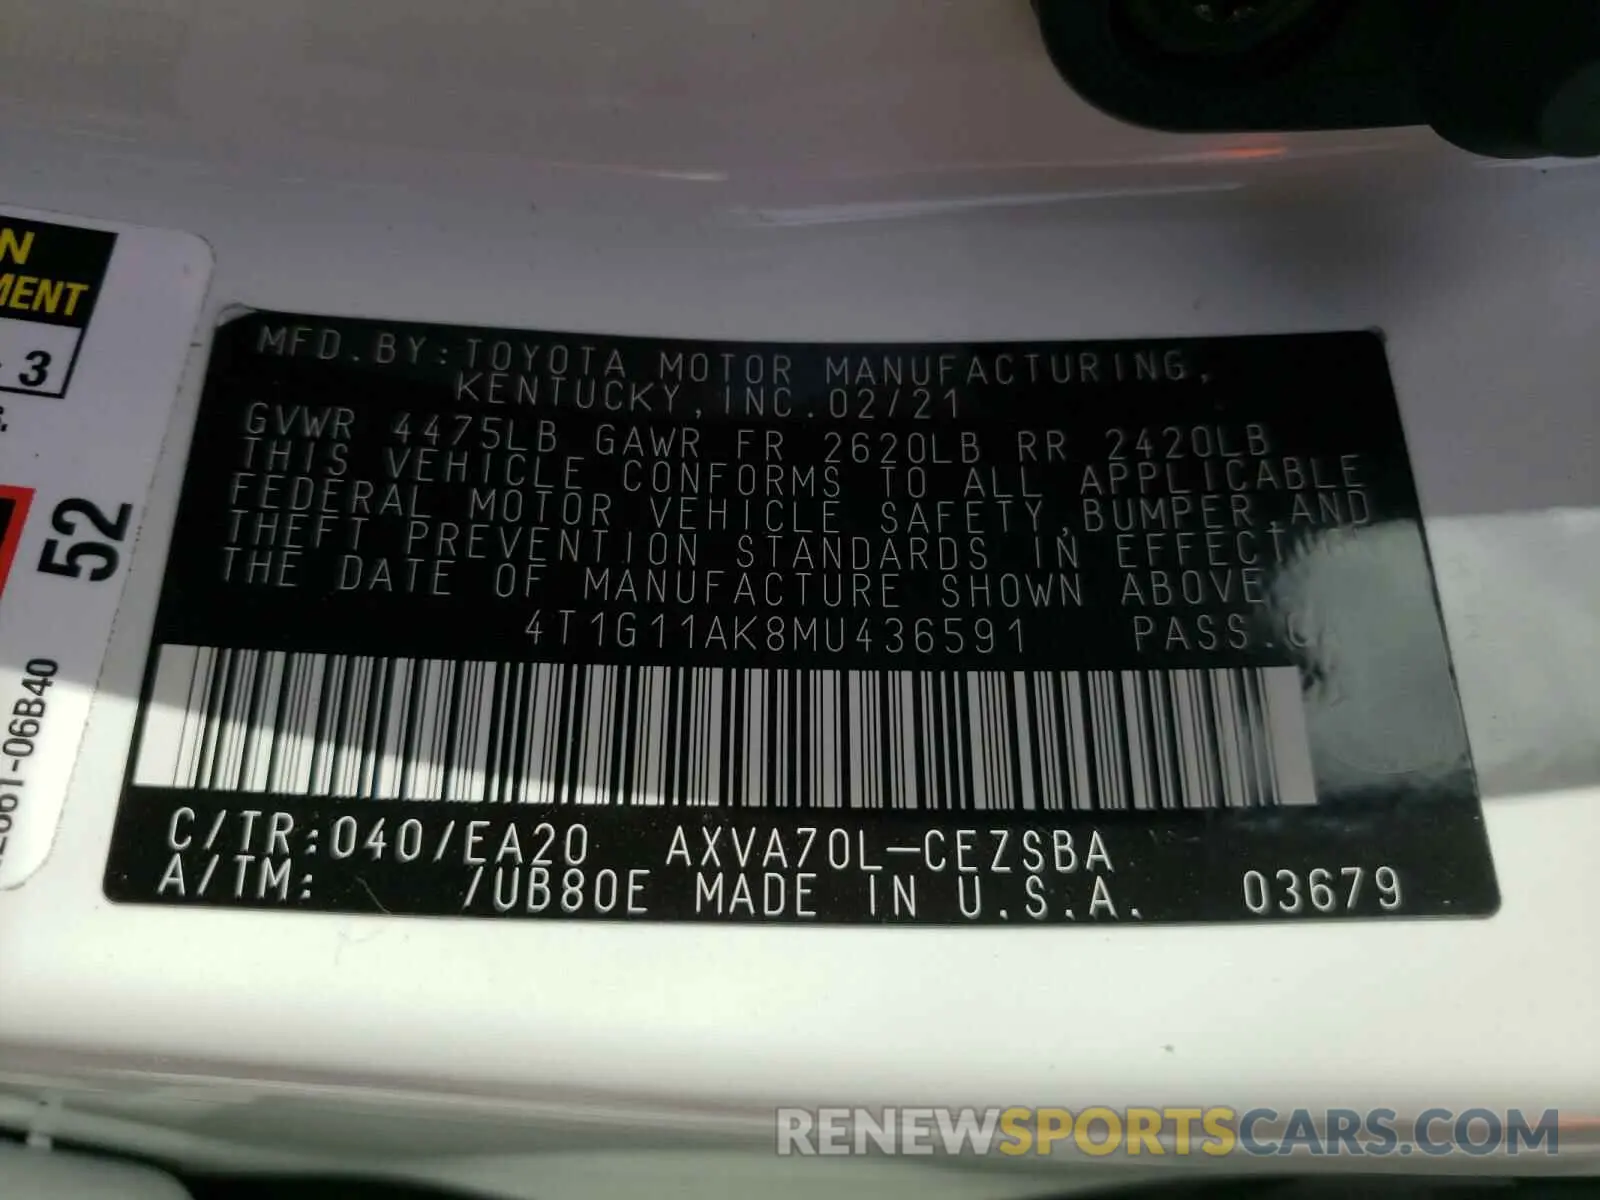 N
MENT
3
52
-06B40
MFD.BY:TOYOTA MOTOR MANUFACTURING,
KENTUCKY,INC.02/21
GVWR 4475LB GAWR FR 2620LB RR 2420LB
THIS VEHICLE CONFORMS TO ALL APPLICABLE
FEDERAL MOTOR VEHICLE SAFETY,BUMPER,AND
THEFT PREVENTION STANDARDS IN EFFECT
THE DATE OF MANUFACTURE SHOWN ABOVE
4T1G11AK8MU436591 PASS.
C/TR:040/EA20 AXVA70L-CEZSBA
A/TM: /UB80E MADE IN U.S.A. 03679
RENEWSPORTSCARS.COM